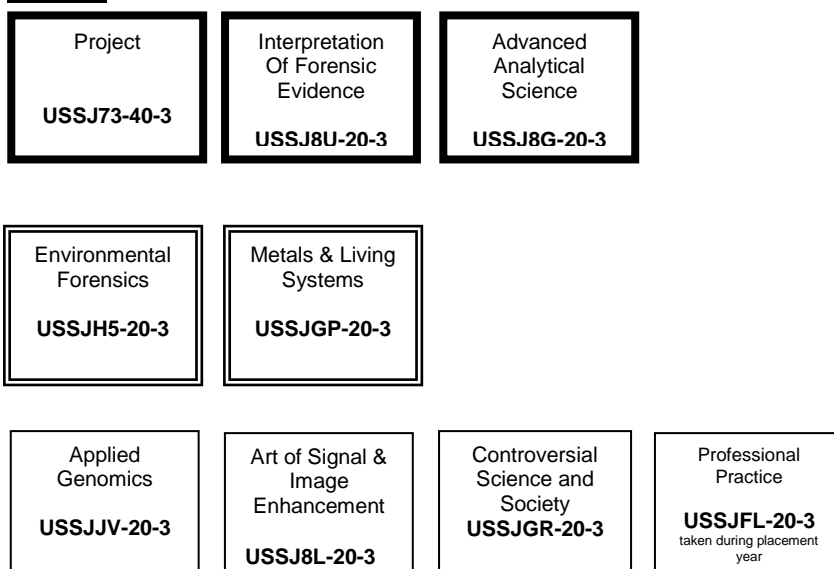 Project
USSJ73-40-3
Interpretation
Of Forensic
Evidence
USSJ8U-20-3
Advanced
Analytical
Science
USSJ8G-20-3
Environmental
Forensics
USSJH5-20-3
Metals & Living
Systems
USSJGP-20-3
Applied
Genomics
USSJJV-20-3
Art of Signal &
Image
Enhancement
USSJ8L-20-3
Controversial
Science and
Society
USSJGR-20-3
Professional
Practice
USSJFL-20-3
taken during placement
year